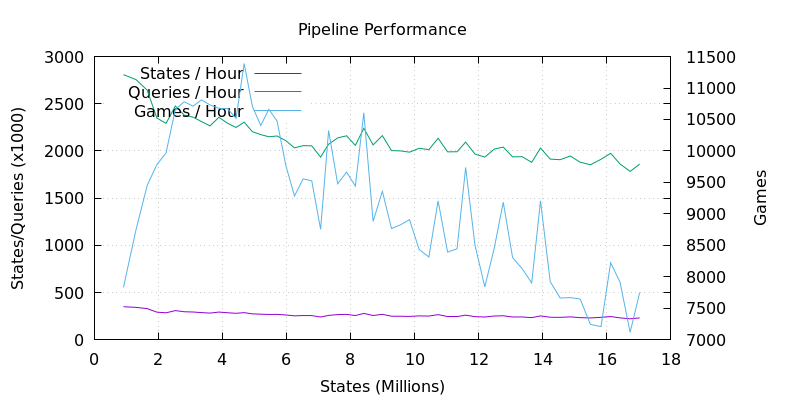 Pipeline Performance
3000
2500
2000
1500
1000
500
0
11500
11000
10500
10000
9500
9000
8500
8000
7500
7000
States / Hour
Queries / Hour
Games / Hour
States/Queries (x1000)
Games
0 2 4 6 8 10 12 14 16 18
States (Millions)